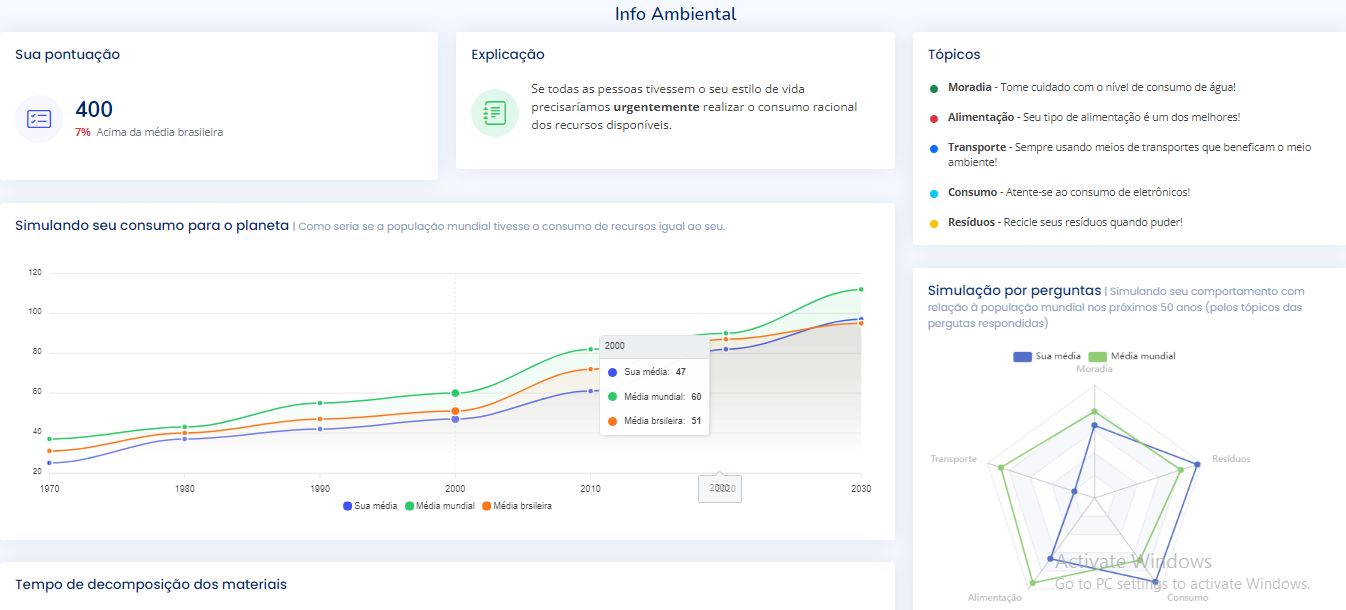 Info Ambiental
Sua pontuação
400
7% Acima da média brasileira
Explicação
Se todas as pessoas tivessem o seu estilo de vida
precisaríamos urgentemente realizar o consumo racional
dos recursos disponíveis.
Tópicos
Moradia - Tome cuidado com o nível de consumo de água!
Alimentação - Seu tipo de alimentação é um dos melhores!
Transporte - Sempre usando meios de transportes que beneficam o meio
ambiente!
Consumo - Atente-se ao consumo de eletrônicos!
Resíduos - Recicle seus resíduos quando puder!
Simulando seu consumo para o planeta | Como seria se a população mundial tivesse o consumo de recursos igual ao seu.
120
100
80
60
40
20
2000
Sua média: 47
Média mundial: 60
Média brsileira: 51
1970 1980 1990 2000 2010 2020 2030
Sua média Média mundial Média brsileira
Simulação por perguntas | Simulando seu comportamento com
relação à população mundial nos próximos 50 anos (pelos tópicos das
pergutas respondidas)
Sua média Média mundial
Moradia
Transporte
Resíduos
Alimentação
Consumo
Activate Windows
Go to PC settings to activate Windows.
Tempo de decomposição dos materiais